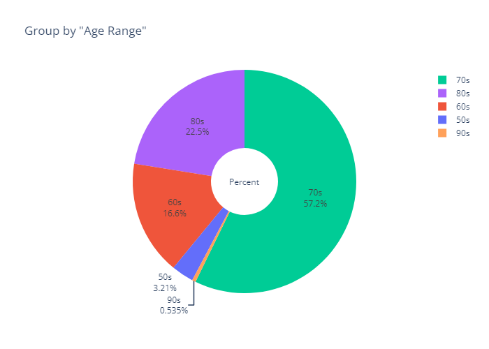 Group by "Age Range"
70s
80s
60s
50s
90s
80s
22.5%
Percent
70s
57.2%
60s
16.6%
50s
3.21%
90s
0.535%